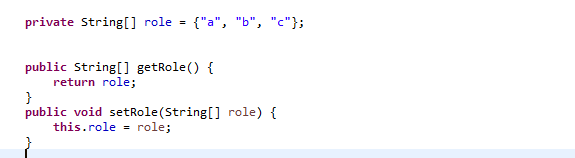 private String[] role = {"a", "b", "c"};
public String[] getRole() {
return role;
}
public void setRole(String[] role) {
this.role = role;
}